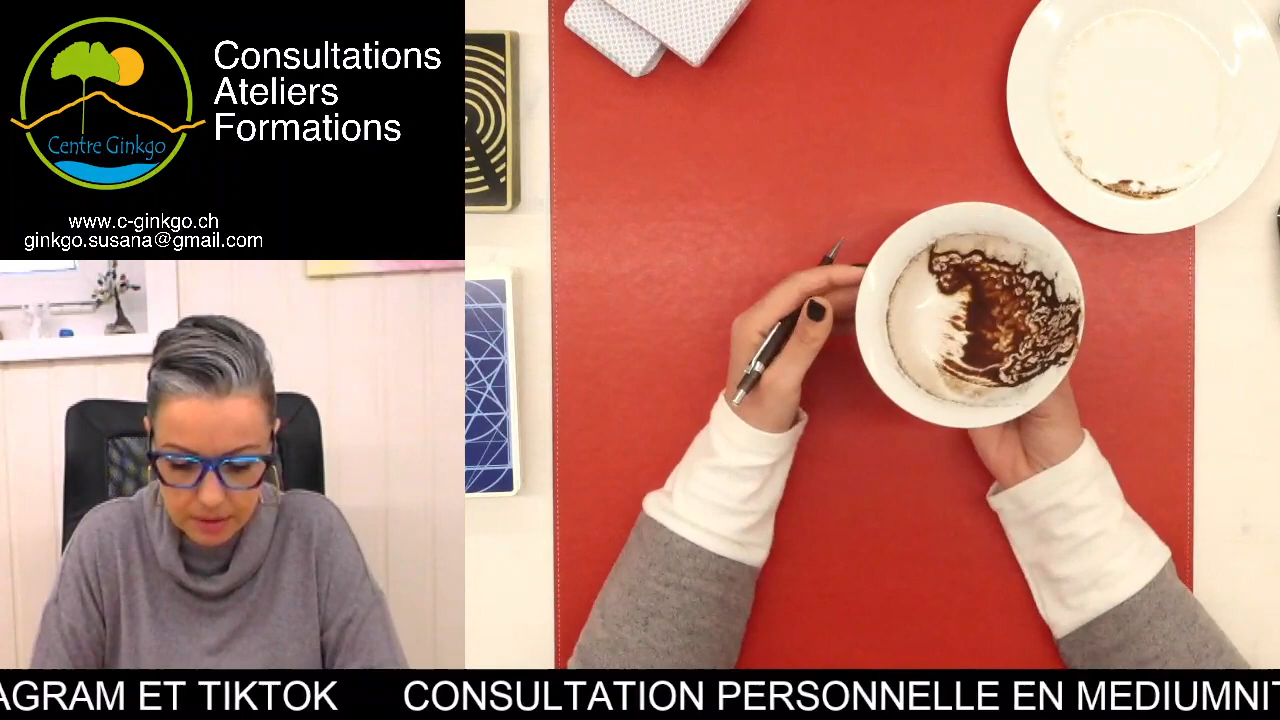 Consultations
Ateliers
Formations
Centre Ginkgo
www.c-ginkgo.ch
ginkgo.susana@gmail.com
AGRAM ET TIKTOK CONSULTATION PERSONNELLE EN MEDIUMNIT